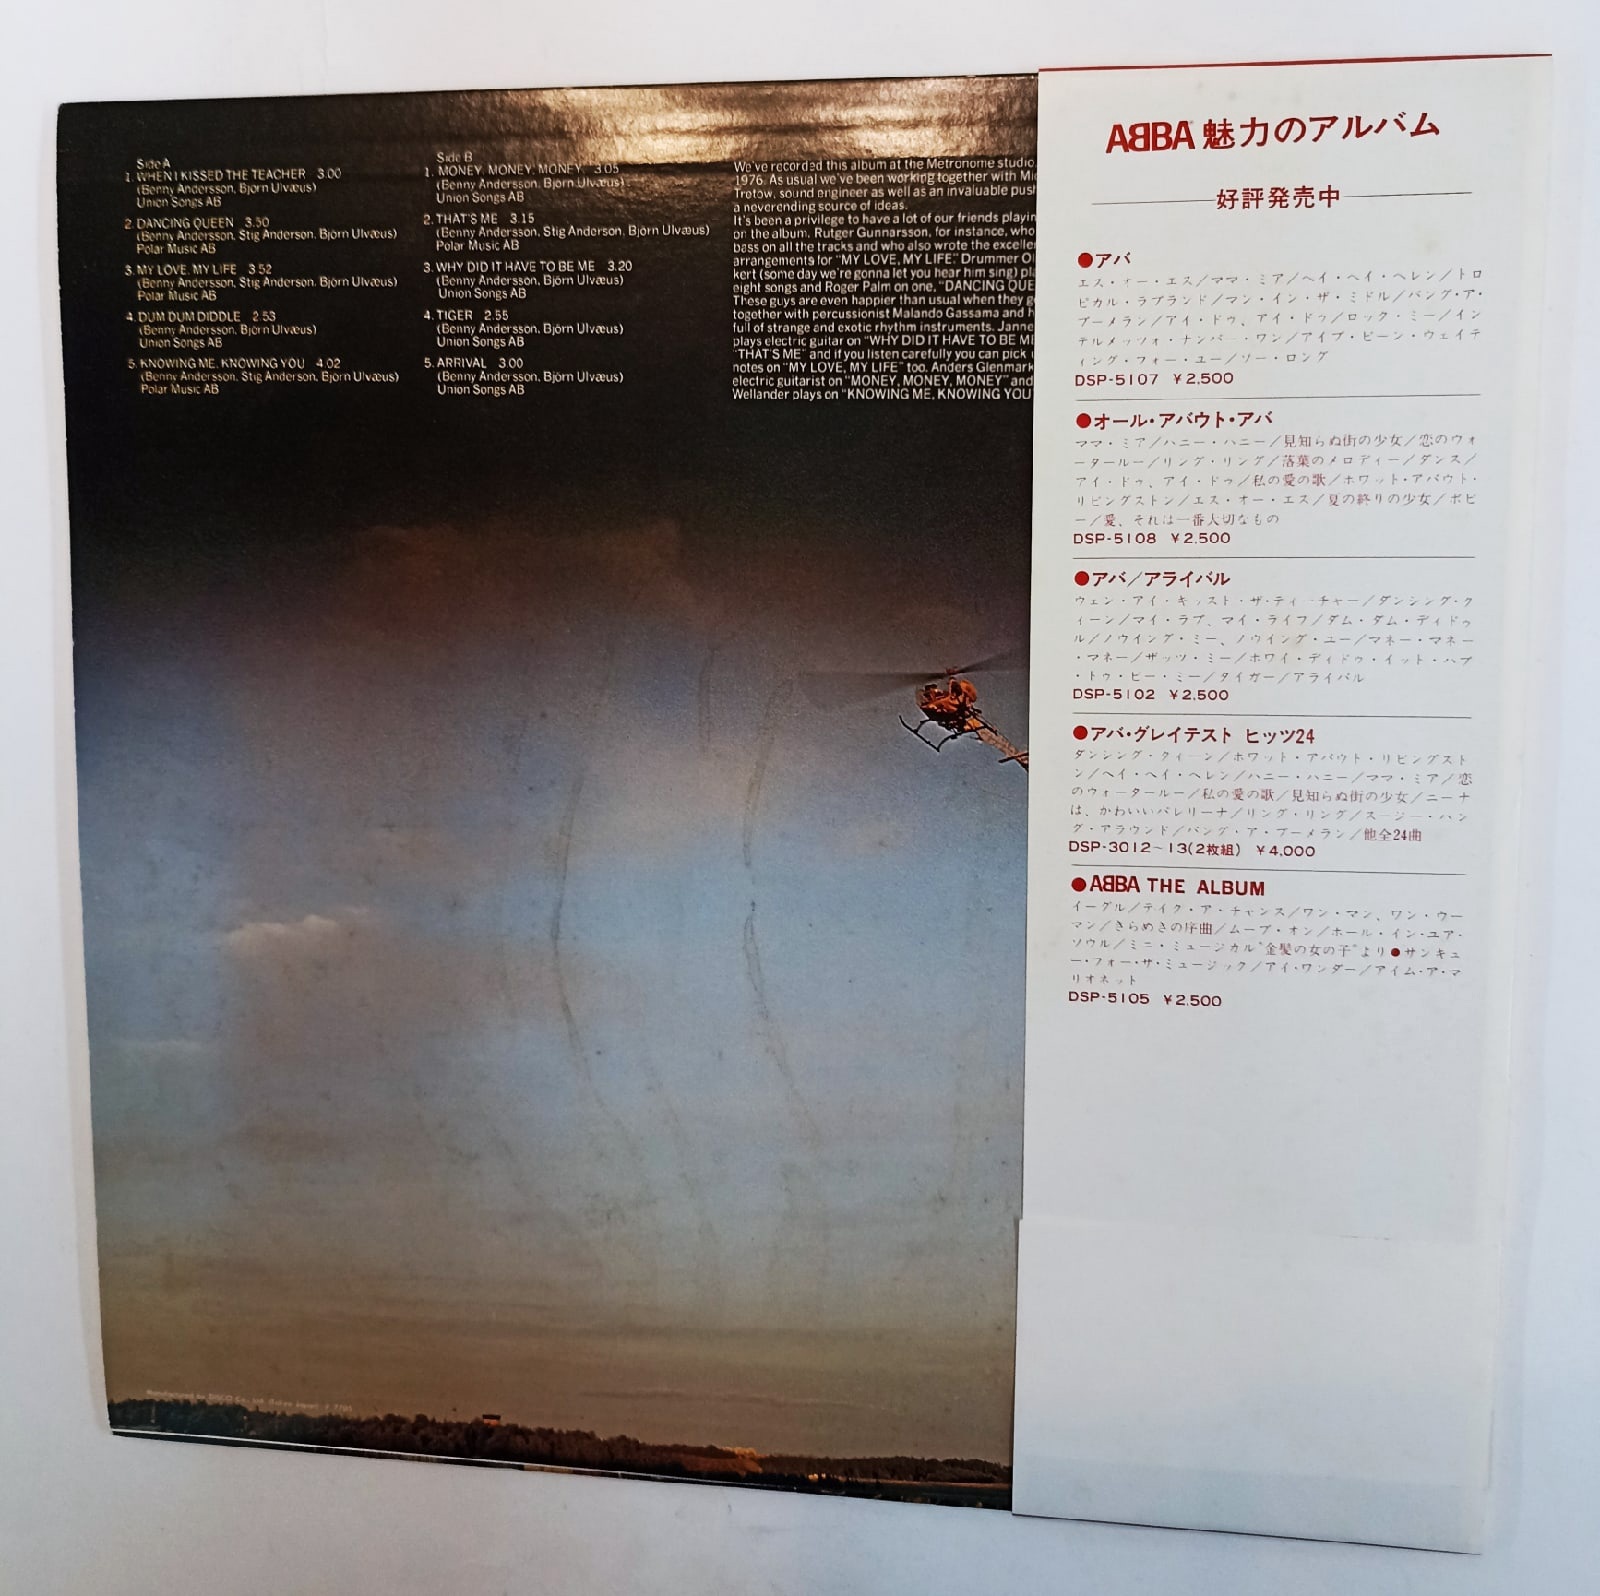 Side A
1. WHEN I KISSED THE TEACHER 3.00
(Benny Andersson, Björn Ulvæus)
Union Songs AB
2. DANCING QUEEN 3.50
(Benny Andersson, Stig Anderson, Björn Ulvæus)
Polar Music AB
3. MY LOVE, MY LIFE 3.52
(Benny Andersson, Stig Anderson, Björn Ulvæus)
Polar Music AB
4. DUM DUM DIDDLE 2.53
(Benny Andersson, Björn Ulvæus)
Union Songs AB
5. KNOWING ME, KNOWING YOU 4.02
(Benny Andersson, Stig Anderson, Björn Ulvæus)
Polar Music AB
Side B
1. MONEY, MONEY, MONEY 3.05
(Benny Andersson, Björn Ulvæus)
Union Songs AB
2. THAT'S ME 3.15
(Benny Andersson, Stig Anderson, Björn Ulvæus)
Polar Music AB
3. WHY DID IT HAVE TO BE ME 3.20
(Benny Andersson, Björn Ulvæus)
Union Songs AB
4. TIGER 2.55
(Benny Andersson, Björn Ulvæus)
Union Songs AB
5. ARRIVAL 3.00
(Benny Andersson, Björn Ulvæus)
Union Songs AB
We've recorded this album at the Metronome studio,
1976. As usual we've been working together with
Tretow, sound engineer as well as an invaluable
a neverending source of ideas.
It's been a privilege to have a lot of our friends
on the album. Rutger Gunnarsson, for instance, who
bass on all the tracks and who also wrote the
arrangements for "MY LOVE, MY LIFE". Drummer
kert (some day we're gonna let you hear him sing)
eight songs and Roger Palm on one, "DANCING
These guys are even happier than usual when they
together with percussionist Malando Gassama and
full of strange and exotic rhythm instruments. Janne
plays electric guitar on "WHY DID IT HAVE TO BE
"THAT'S ME" and if you listen carefully you can pick
notes on "MY LOVE, MY LIFE" too. Anders Glenmark
electric guitarist on "MONEY, MONEY, MONEY" and
Wellander plays on "KNOWING ME, KNOWING YOU
Manufactured by DISCO Co., Ltd. (Tokyo Japan)
ABBA 魅力のアルバム
好評発売中
●アバ
エス・オー・エス/ママ・ミア/ヘイ・ヘイ・ヘレン/トロ
ピカル・ラブランド/マン・イン・ザ・ミドル/バング・ア・
ブーメラン/アイ・ドゥ、アイ・ドゥ/ロック・ミー/イン
テルメッツォ・ナンバー・ワン/アイブ・ビーン・ウェイテ
ィング・フォー・ユー/ソー・ロング
DSP-5107 ¥2,500
●オール・アバウト・アバ
ママ・ミア/ハニー・ハニー/見知らぬ街の少女/恋のウォ
ータールー/リング・リング/落葉のメロディー/ダンス/
アイ・ドゥ、アイ・ドゥ/私の愛の歌/ホワット・アバウト・
リビングストン/エス・オー・エス/夏の終りの少女/ボビ
ー/愛、それは一番大切なもの
DSP-5108 ¥2,500
●アバ/アライバル
ウェン・アイ・キッスト・ザ・ティーチャー/ダンシング・ク
ィーン/マイ・ラブ、マイ・ライフ/ダム・ダム・ディドゥ
ル/ノウイング・ミー、ノウイング・ユー/マネー・マネー
・マネー/ザッツ・ミー/ホワイ・ディドゥ・イット・ハブ
・トゥ・ビー・ミー/タイガー/アライバル
DSP-5102 ¥2,500
●アバ・グレイテスト ヒッツ24
ダンシング・クィーン/ホワット・アバウト・リビングスト
ン/ヘイ・ヘイ・ヘレン/ハニー・ハニー/ママ・ミア/恋
のウォータールー/私の愛の歌/見知らぬ街の少女/ニーナ
は、かわいいバレリーナ/リング・リング/スージー・ハン
グ・アラウンド/バング・ア・ブーメラン/他全24曲
DSP-3012~13(2枚組) ¥4,000
●ABBA THE ALBUM
イーグル/テイク・ア・チャンス/ワン・マン、ワン・ウー
マン/きらめきの序曲/ムーブ・オン/ホール・イン・ユア・
ソウル/ミニ・ミュージカル"金髪の女の子"より●サンキュ
ー・フォー・ザ・ミュージック/アイ・ワンダー/アイム・ア・マ
リオネット
DSP-5105 ¥2,500